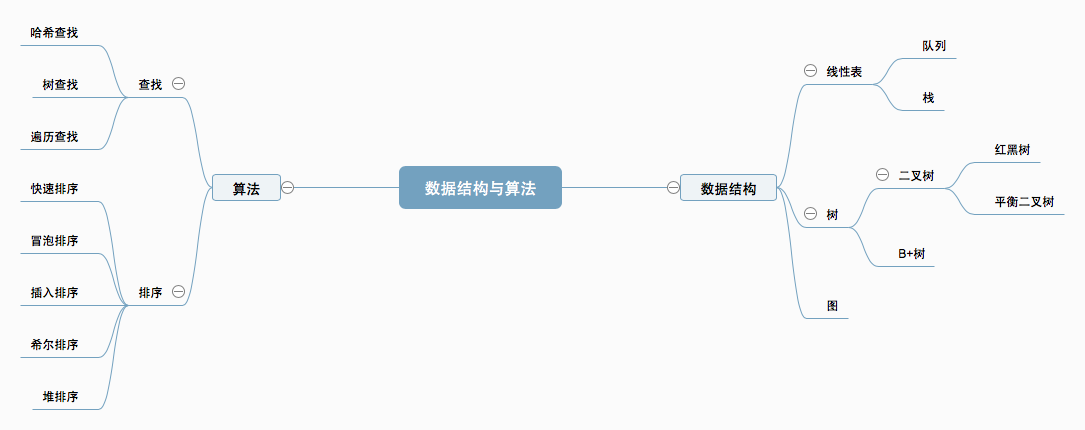 数据结构与算法
算法
查找
哈希查找
树查找
遍历查找
排序
快速排序
冒泡排序
插入排序
希尔排序
堆排序
数据结构
线性表
队列
栈
树
二叉树
红黑树
平衡二叉树
B+树
图